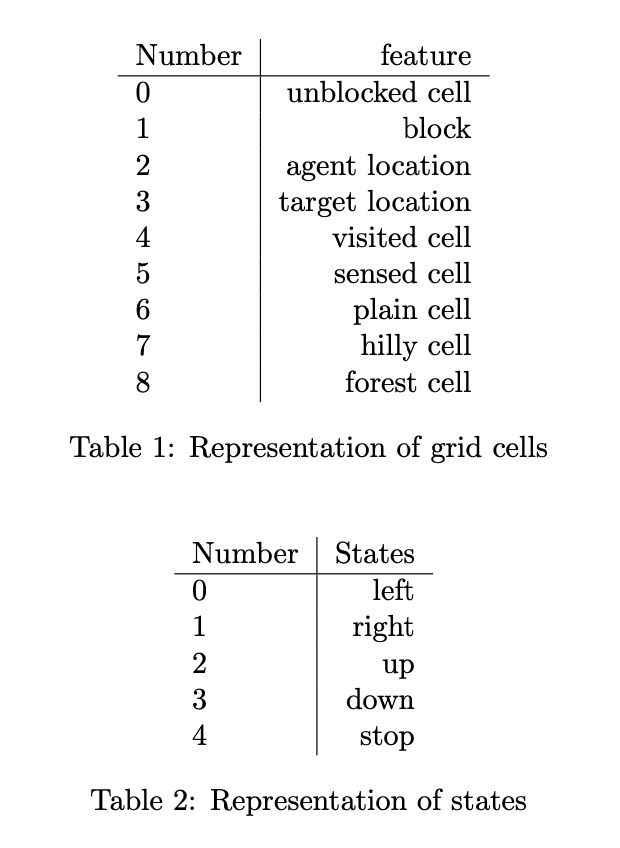 Number feature
0 unblocked cell
1 block
2 agent location
3 target location
4 visited cell
5 sensed cell
6 plain cell
7 hilly cell
8 forest cell
Table 1: Representation of grid cells
Number States
0 left
1 right
2 up
3 down
4 stop
Table 2: Representation of states